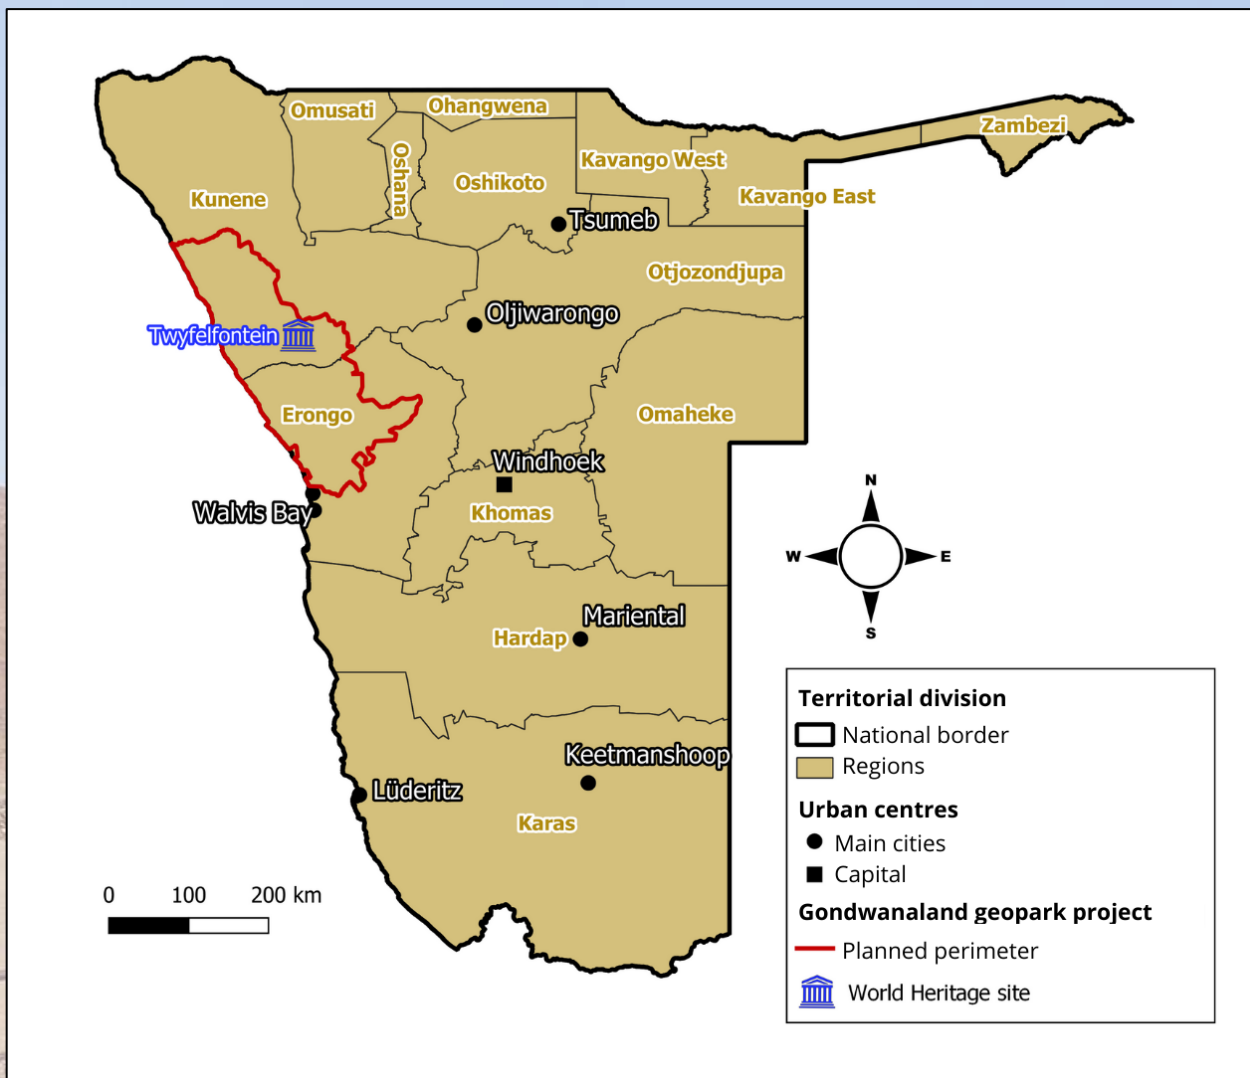 Omusati
Ohangwena
Zambezi
Oshana
Kavango West
Oshikoto
Kunene
Kavango East
Tsumeb
Otjozondjupa
Oljiwarongo
Twyfelfontein
Erongo
Omaheke
Windhoek
Walvis Bay
Khomas
N
W
E
S
Mariental
Hardap
Keetmanshoop
Lüderitz
Karas
0 100 200 km
Territorial division
National border
Regions
Urban centres
Main cities
Capital
Gondwanaland geopark project
Planned perimeter
World Heritage site